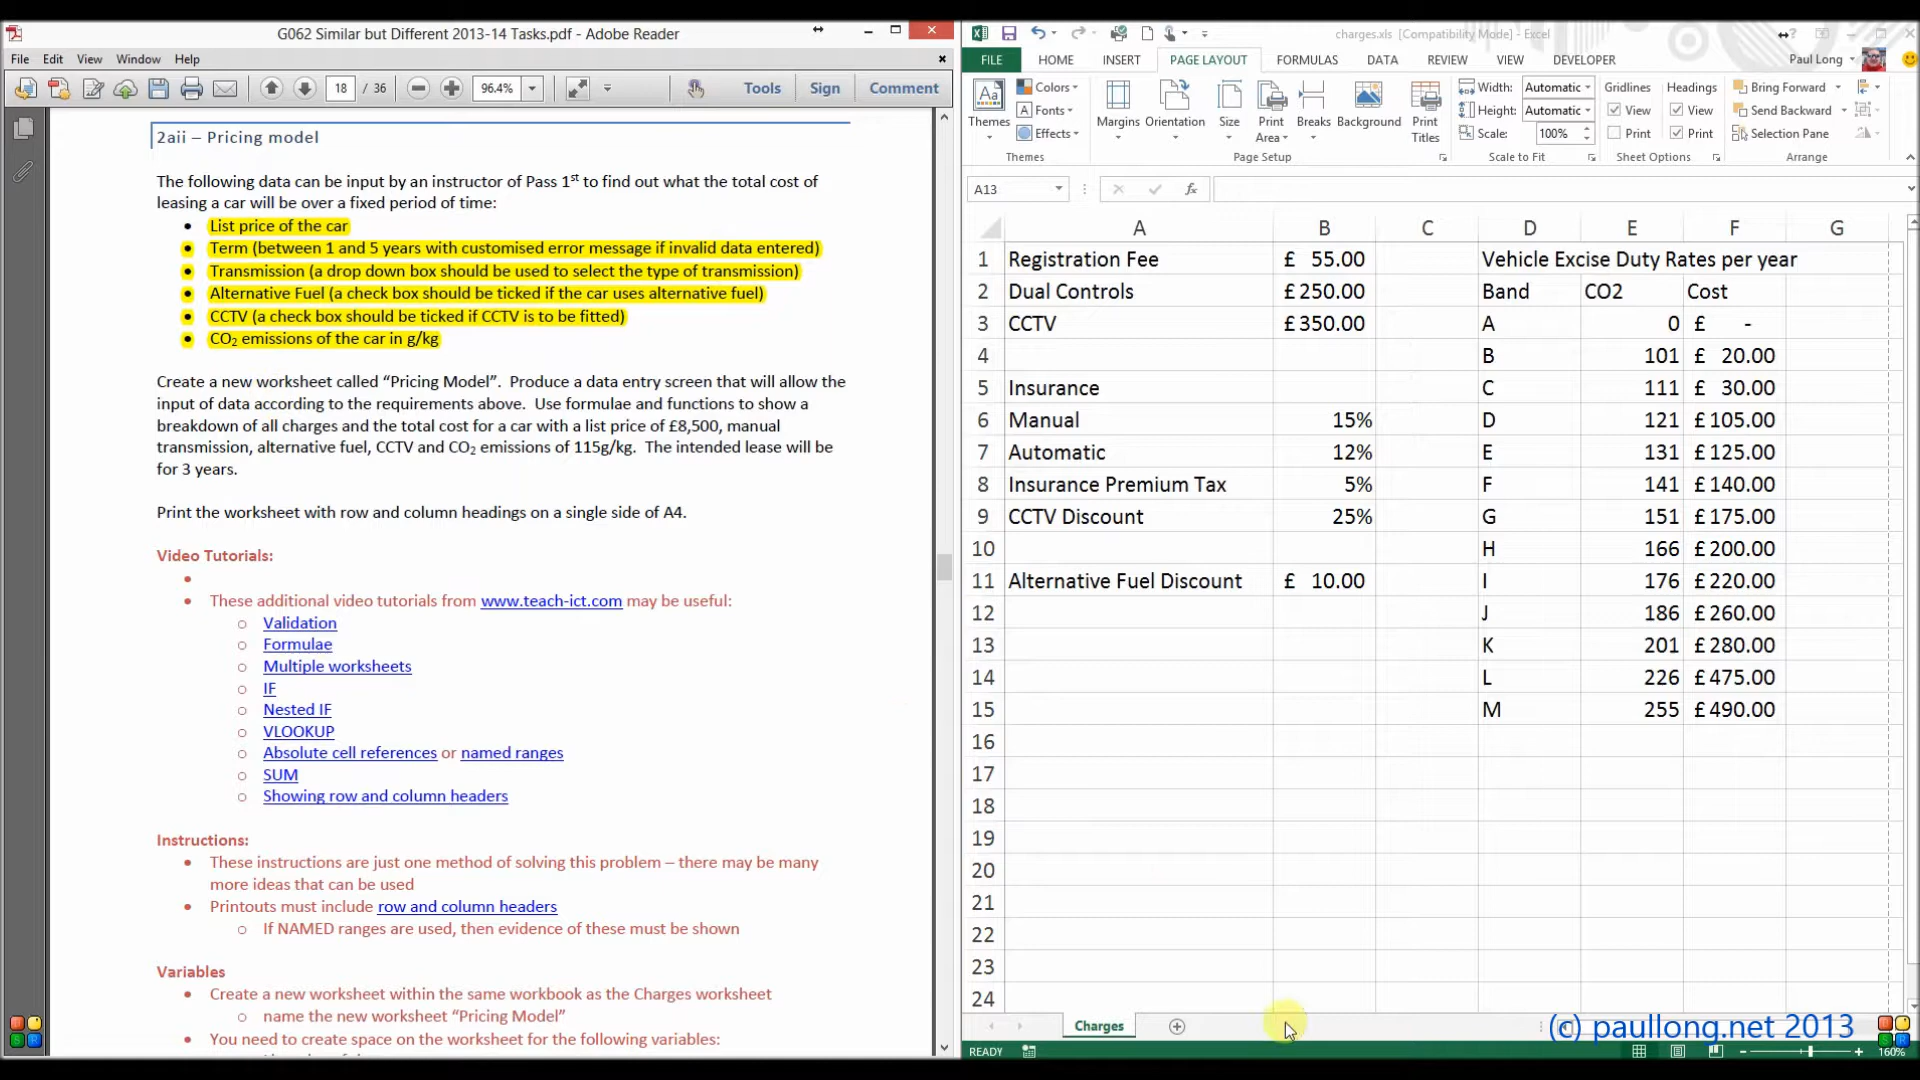 G062 Similar but Different 2013-14 Tasks.pdf - Adobe Reader
File Edit View Window Help
18 / 36 96.4% Tools Sign Comment
2aii – Pricing model
The following data can be input by an instructor of Pass 1st to find out what the total cost of
leasing a car will be over a fixed period of time:
• List price of the car
• Term (between 1 and 5 years with customised error message if invalid data entered)
• Transmission (a drop down box should be used to select the type of transmission)
• Alternative Fuel (a check box should be ticked if the car uses alternative fuel)
• CCTV (a check box should be ticked if CCTV is to be fitted)
• CO2 emissions of the car in g/kg
Create a new worksheet called “Pricing Model”. Produce a data entry screen that will allow the
input of data according to the requirements above. Use formulae and functions to show a
breakdown of all charges and the total cost for a car with a list price of £8,500, manual
transmission, alternative fuel, CCTV and CO2 emissions of 115g/kg. The intended lease will be
for 3 years.
Print the worksheet with row and column headings on a single side of A4.
Video Tutorials:
•
• These additional video tutorials from www.teach-ict.com may be useful:
○ Validation
○ Formulae
○ Multiple worksheets
○ IF
○ Nested IF
○ VLOOKUP
○ Absolute cell references or named ranges
○ SUM
○ Showing row and column headers
Instructions:
• These instructions are just one method of solving this problem – there may be many
more ideas that can be used
• Printouts must include row and column headers
○ If NAMED ranges are used, then evidence of these must be shown
Variables
• Create a new worksheet within the same workbook as the Charges worksheet
○ name the new worksheet “Pricing Model”
• You need to create space on the worksheet for the following variables:
charges.xls [Compatibility Mode] - Excel
FILE HOME INSERT PAGE LAYOUT FORMULAS DATA REVIEW VIEW DEVELOPER Paul Long
Themes Colors Fonts Effects Margins Orientation Size Print Area Breaks Background Print Titles
Width: Automatic Height: Automatic Scale: 100%
Gridlines View Print Headings View Print
Bring Forward Send Backward Selection Pane
Themes Page Setup Scale to Fit Sheet Options Arrange
A13 fx
A B C D E F G
1 Registration Fee £ 55.00 Vehicle Excise Duty Rates per year
2 Dual Controls £ 250.00 Band CO2 Cost
3 CCTV £ 350.00 A 0 £ -
4 B 101 £ 20.00
5 Insurance C 111 £ 30.00
6 Manual 15% D 121 £ 105.00
7 Automatic 12% E 131 £ 125.00
8 Insurance Premium Tax 5% F 141 £ 140.00
9 CCTV Discount 25% G 151 £ 175.00
10 H 166 £ 200.00
11 Alternative Fuel Discount £ 10.00 I 176 £ 220.00
12 J 186 £ 260.00
13 K 201 £ 280.00
14 L 226 £ 475.00
15 M 255 £ 490.00
16
17
18
19
20
21
22
23
24
Charges
(c) paullong.net 2013
READY 160%